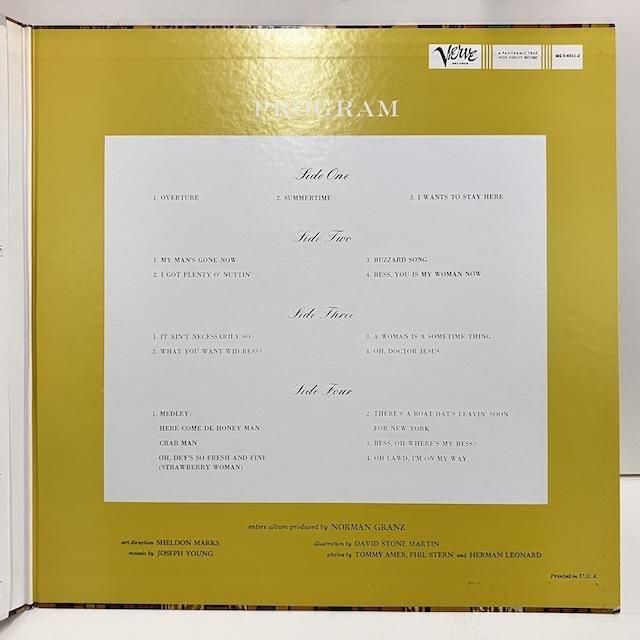 Verve
RECORDS
A PANORAMIC TRUE
HIGH FIDELITY RECORD
MG V-4011-2
PROGRAM
Side One
1. OVERTURE 2. SUMMERTIME 3. I WANTS TO STAY HERE
Side Two
1. MY MAN'S GONE NOW 3. BUZZARD SONG
2. I GOT PLENTY O' NUTTIN' 4. BESS, YOU IS MY WOMAN NOW
Side Three
1. IT AIN'T NECESSARILY SO 3. A WOMAN IS A SOMETIME THING
2. WHAT YOU WANT WID BESS? 4. OH, DOCTOR JESUS
Side Four
1. MEDLEY: 2. THERE'S A BOAT DAT'S LEAVIN' SOON
HERE COME DE HONEY MAN FOR NEW YORK
CRAB MAN 3. BESS, OH WHERE'S MY BESS?
OH, DEY'S SO FRESH AND FINE 4. OH LAWD, I'M ON MY WAY
(STRAWBERRY WOMAN)
entire album produced by NORMAN GRANZ
art direction SHELDON MARKS illustration by DAVID STONE MARTIN
mosaic by JOSEPH YOUNG photos by TOMMY AMER, PHIL STERN and HERMAN LEONARD
Printed in U.S.A.